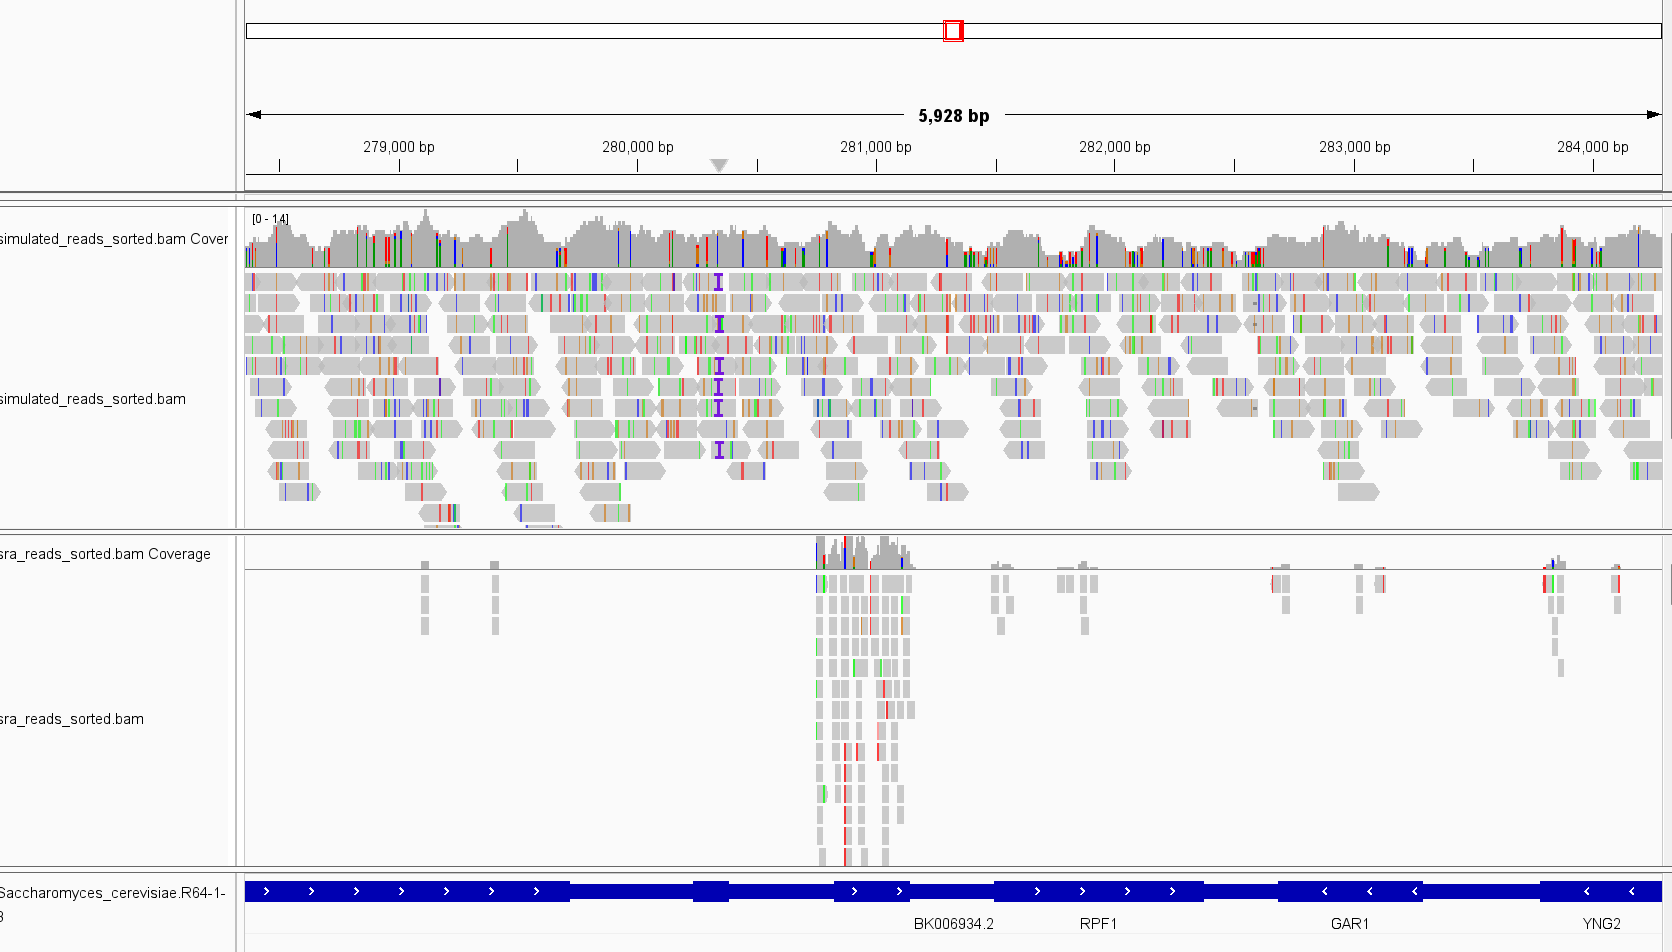 5,928 bp
279,000 bp 280,000 bp 281,000 bp 282,000 bp 283,000 bp 284,000 bp
[0 - 14]
simulated_reads_sorted.bam Cover
simulated_reads_sorted.bam
sra_reads_sorted.bam Coverage
sra_reads_sorted.bam
Saccharomyces_cerevisiae.R64-1-
3
BK006934.2 RPF1 GAR1 YNG2